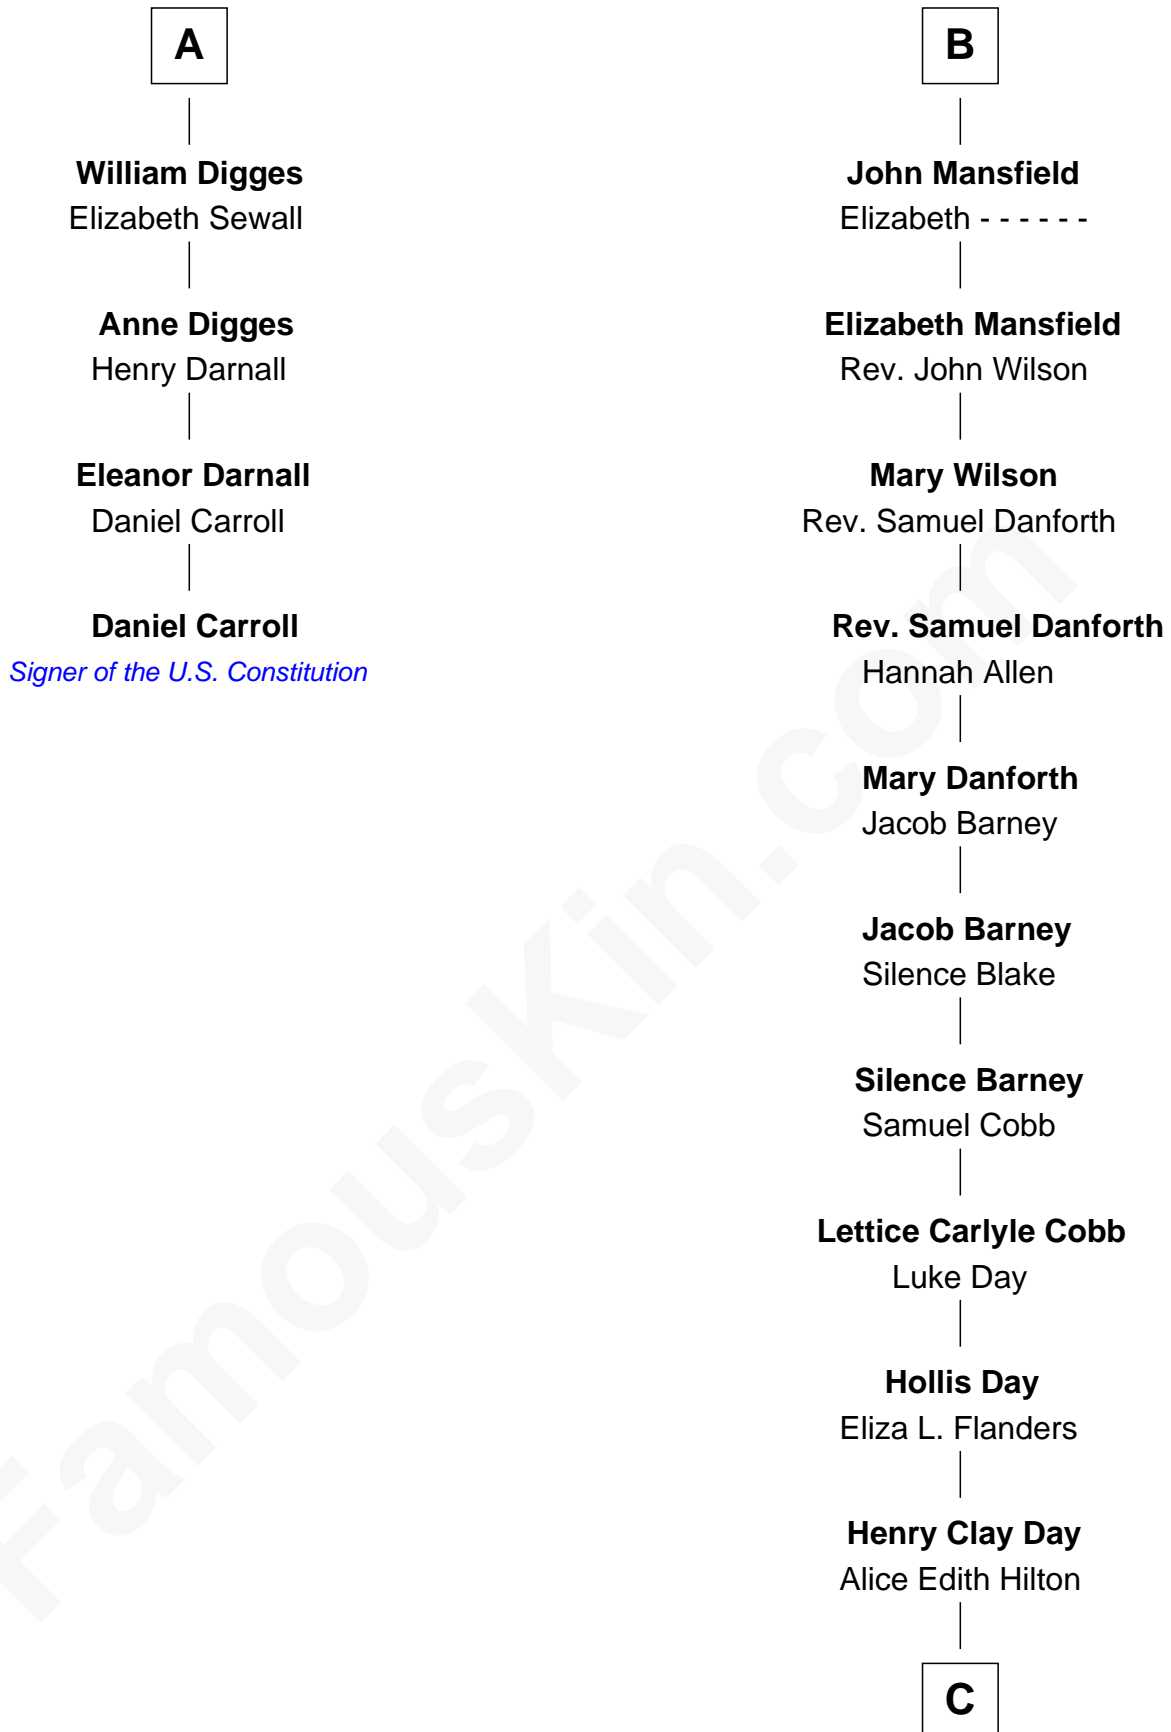 A
William Digges
Elizabeth Sewall
Anne Digges
Henry Darnall
Eleanor Darnall
Daniel Carroll
Daniel Carroll
Signer of the U.S. Constitution
B
John Mansfield
Elizabeth - - - - - -
Elizabeth Mansfield
Rev. John Wilson
Mary Wilson
Rev. Samuel Danforth
Rev. Samuel Danforth
Hannah Allen
Mary Danforth
Jacob Barney
Jacob Barney
Silence Blake
Silence Barney
Samuel Cobb
Lettice Carlyle Cobb
Luke Day
Hollis Day
Eliza L. Flanders
Henry Clay Day
Alice Edith Hilton
C
FamousKin.com